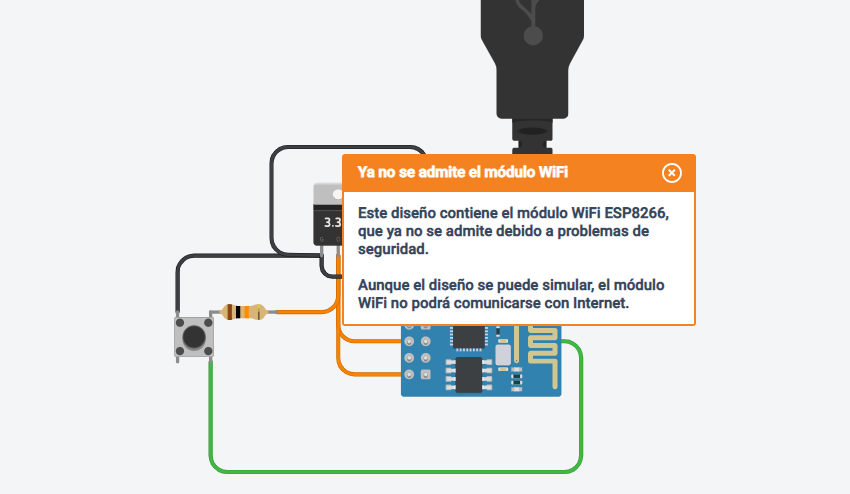 Ya no se admite el módulo WiFi
3.3
Este diseño contiene el módulo WiFi ESP8266,
que ya no se admite debido a problemas de
seguridad.
Aunque el diseño se puede simular, el módulo
WiFi no podrá comunicarse con Internet.